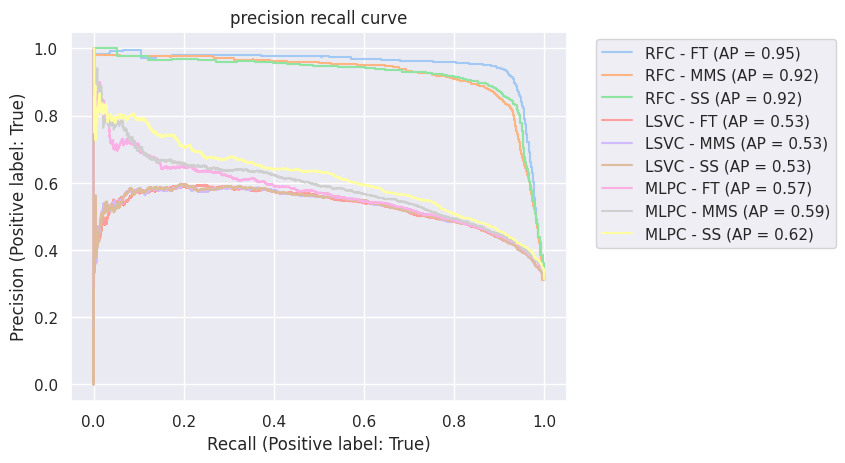 precision recall curve
1.0
0.8
0.6
0.4
0.2
0.0
Precision (Positive label: True)
0.0 0.2 0.4 0.6 0.8 1.0
Recall (Positive label: True)
RFC - FT (AP = 0.95)
RFC - MMS (AP = 0.92)
RFC - SS (AP = 0.92)
LSVC - FT (AP = 0.53)
LSVC - MMS (AP = 0.53)
LSVC - SS (AP = 0.53)
MLPC - FT (AP = 0.57)
MLPC - MMS (AP = 0.59)
MLPC - SS (AP = 0.62)